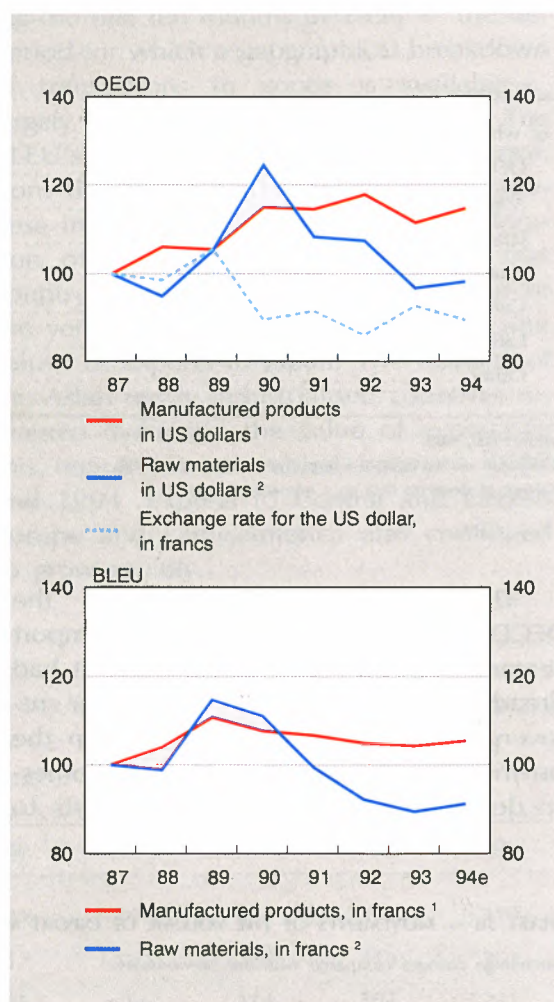 OECD
140 140
120 120
100 100
80 80
87 88 89 90 91 92 93 94
Manufactured products
in US dollars ¹
Raw materials
in US dollars ²
Exchange rate for the US dollar,
in francs
BLEU
140 140
120 120
100 100
80 80
87 88 89 90 91 92 93 94e
Manufactured products, in francs ¹
Raw materials, in francs ²